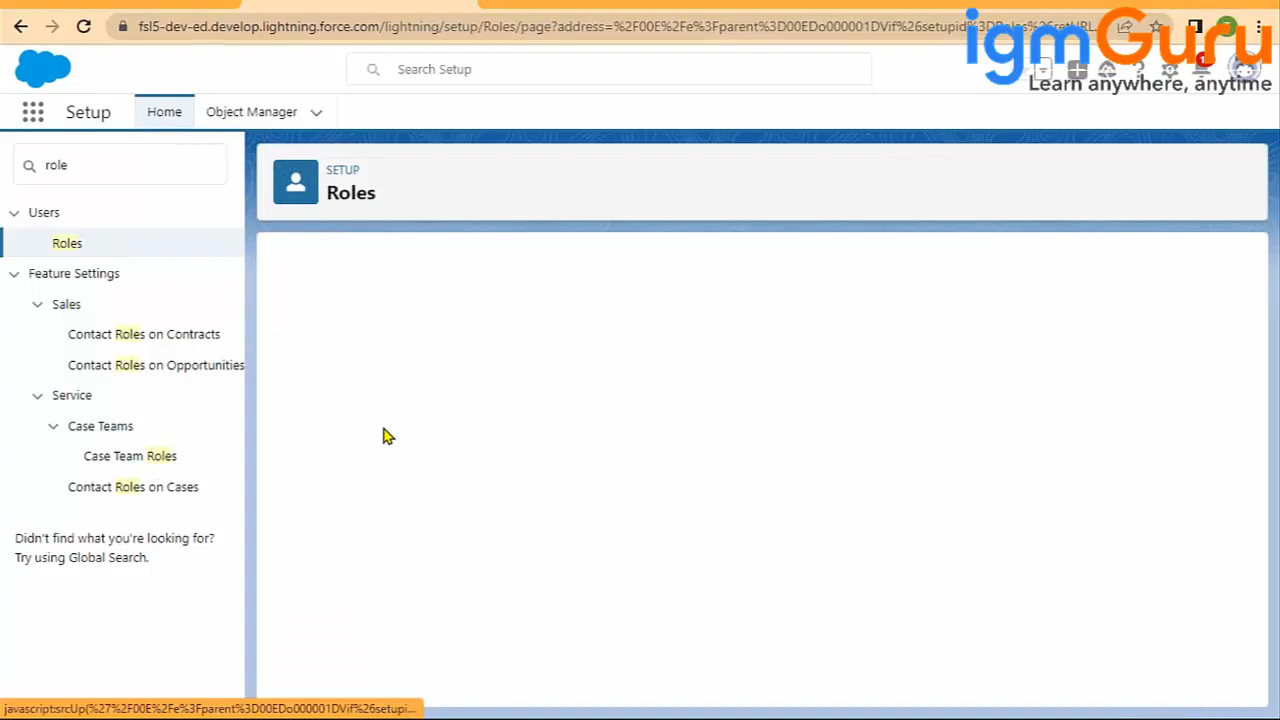 fsl5-dev-ed.develop.lightning.force.com/lightning/setup/Roles/page?address=%2F00E%2Fe%3Fparent%3D00EDo000001DVif%26setupid%3DRoles%26retURL...
igmGuru
Learn anywhere, anytime
Search Setup
Setup
Home
Object Manager
role
SETUP
Roles
Users
Roles
Feature Settings
Sales
Contact Roles on Contracts
Contact Roles on Opportunities
Service
Case Teams
Case Team Roles
Contact Roles on Cases
Didn't find what you're looking for?
Try using Global Search.
javascript:srcUp(%27%2F00E%2Fe%3Fparent%3D00EDo000001DVif%26setupi...